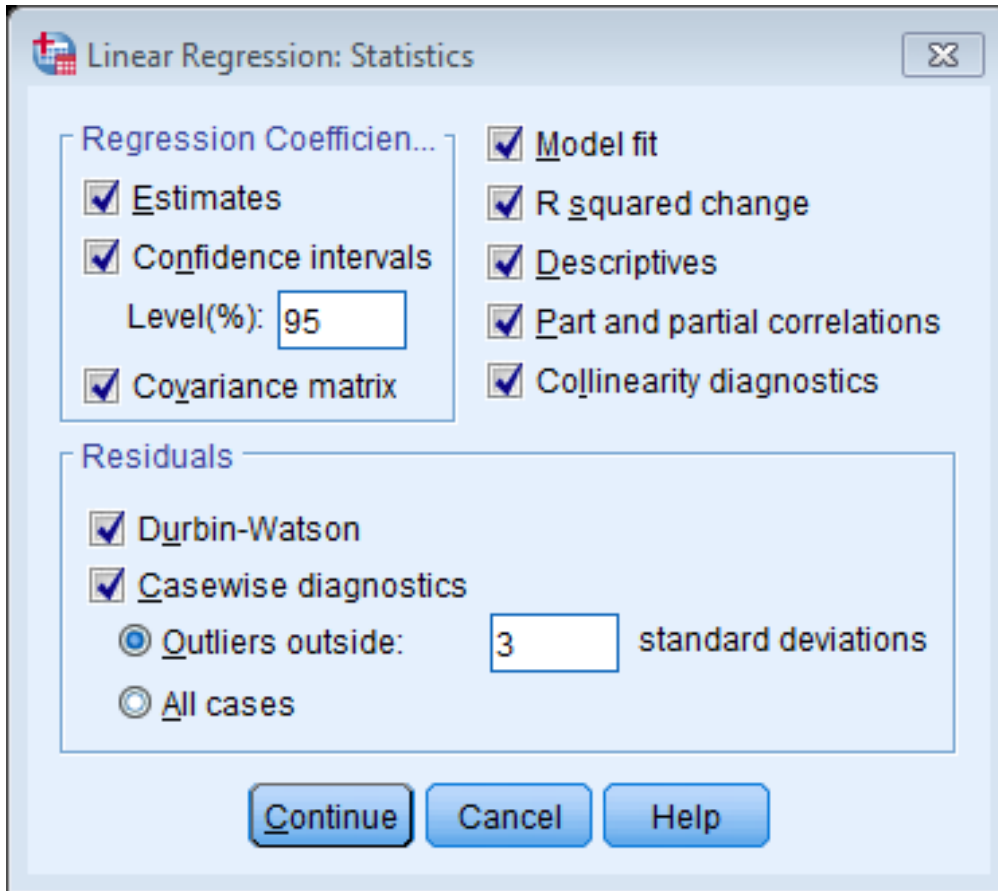 Linear Regression: Statistics
Regression Coefficien...
Estimates
Confidence intervals
Level(%): 95
Covariance matrix
Model fit
R squared change
Descriptives
Part and partial correlations
Collinearity diagnostics
Residuals
Durbin-Watson
Casewise diagnostics
Outliers outside: 3 standard deviations
All cases
Continue Cancel Help